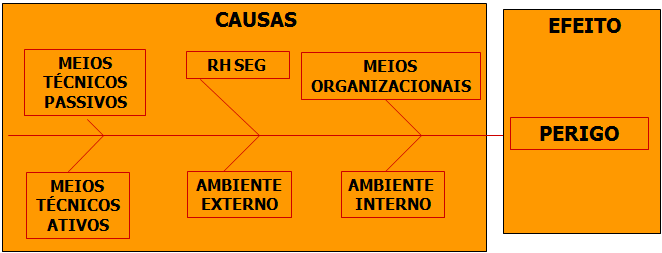 CAUSAS
EFEITO
MEIOS
TÉCNICOS
PASSIVOS
RH SEG
MEIOS
ORGANIZACIONAIS
PERIGO
MEIOS
TÉCNICOS
ATIVOS
AMBIENTE
EXTERNO
AMBIENTE
INTERNO